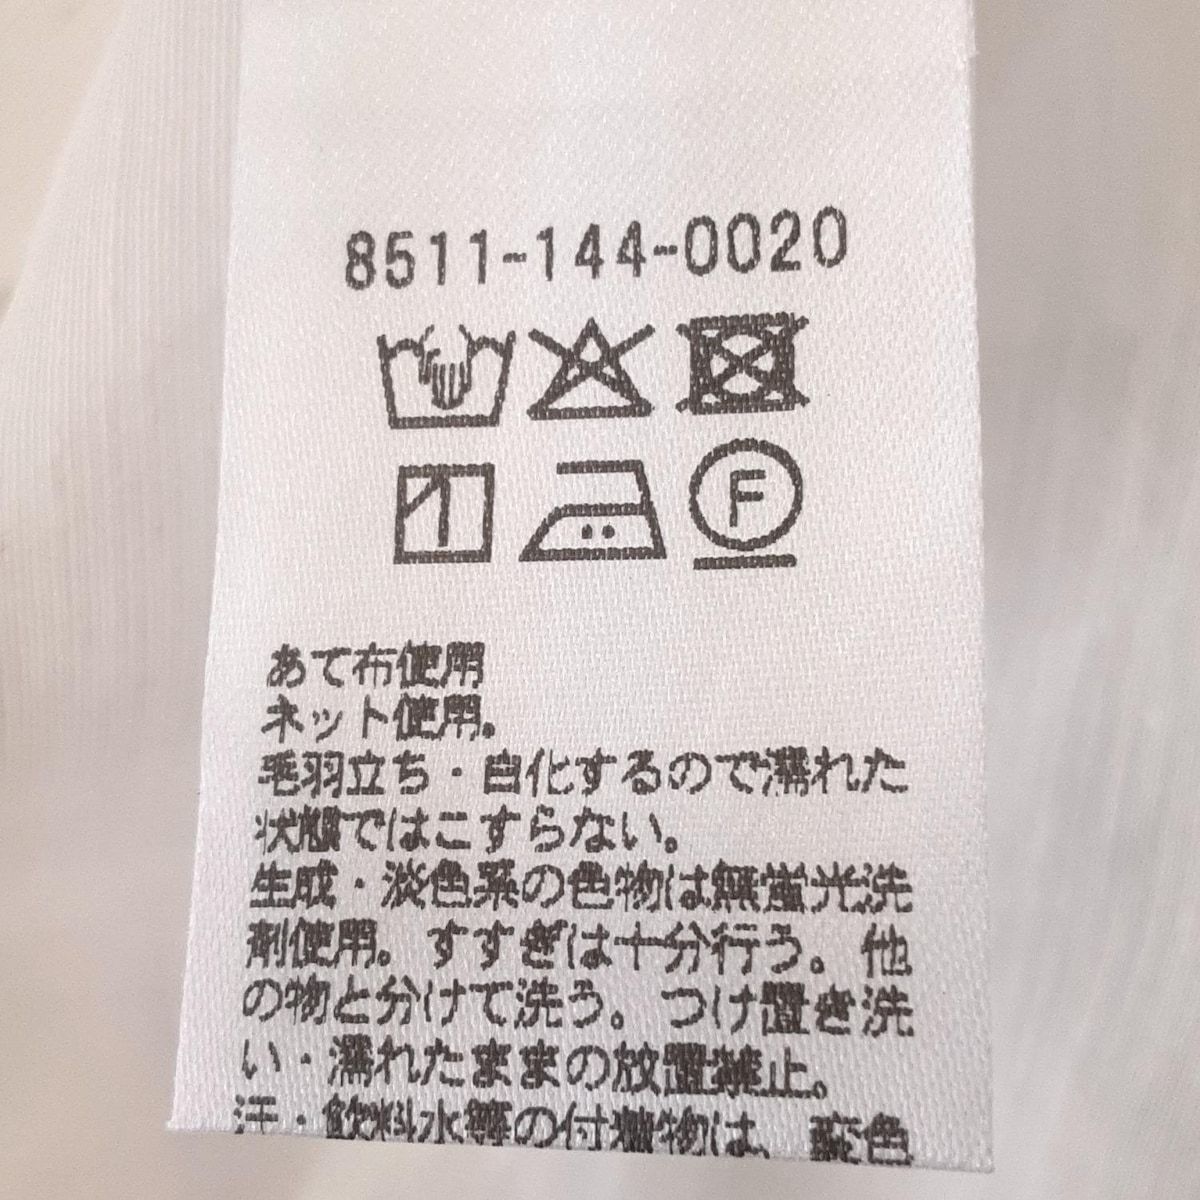 8511-144-0020
F
あて布使用
ネット使用。
毛羽立ち・白化するので濡れた
状態ではこすらない。
生成・淡色系の色物は無蛍光洗
剤使用。すすぎは十分行う。他
の物と分けて洗う。つけ置き洗
い・濡れたままの放置禁止。
汗・飲料水等の付着物は、変色